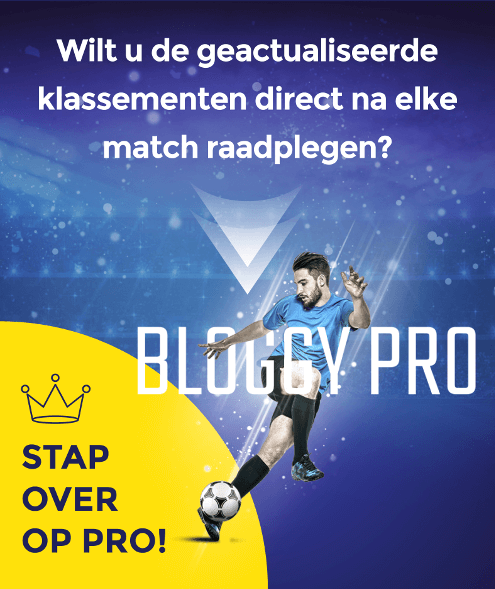 Wilt u de geactualiseerde
klassementen direct na elke
match raadplegen?
BLOGGY PRO
STAP
OVER
OP PRO!